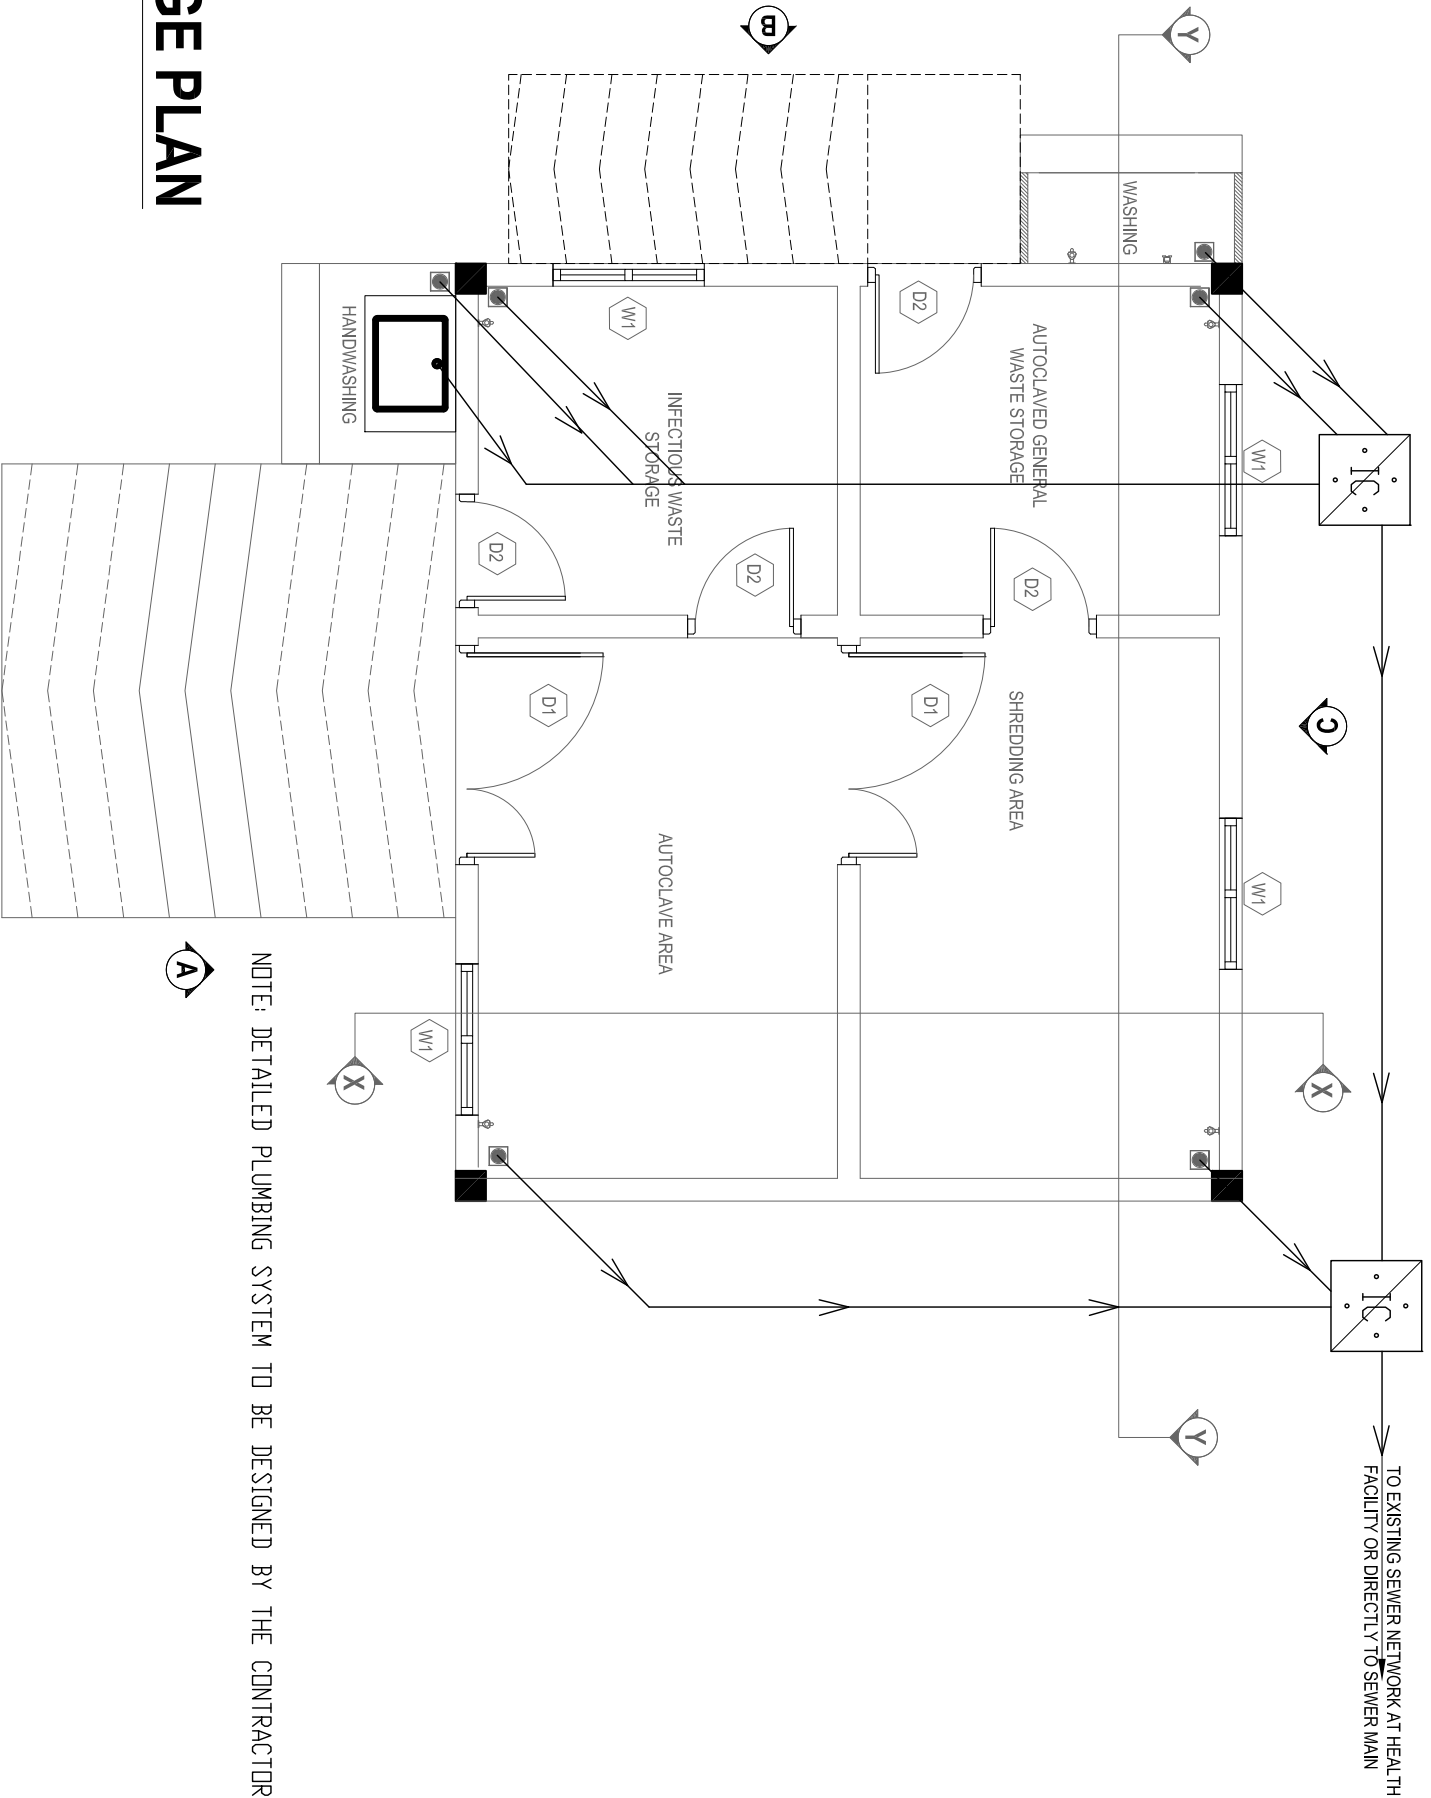 TO EXISTING SEWER NETWORK AT HEALTH
FACILITY OR DIRECTLY TO SEWER MAIN
IC
IC
Y
Y
W1
W1
C
X
X
WASHING
AUTOCLAVED GENERAL
WASTE STORAGE
D2
D2
SHREDDING AREA
D1
B
W1
INFECTIOUS WASTE
STORAGE
D2
D2
D1
AUTOCLAVE AREA
W1
HANDWASHING
A
NOTE: DETAILED PLUMBING SYSTEM TO BE DESIGNED BY THE CONTRACTOR
GE PLAN